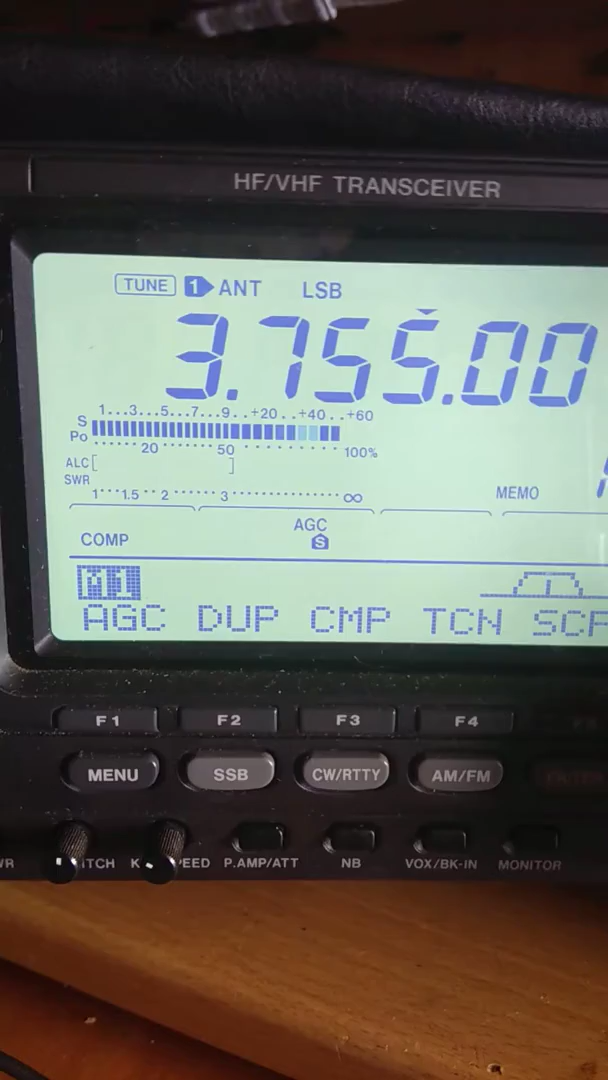 HF/VHF TRANSCEIVER
TUNE 1 ANT LSB
3.755.00
1...3...5...7...9..+20..+40..+60
S
Po
20 50 100%
ALC
SWR
1 1.5 2 3 ∞
MEMO
COMP AGC
S
M1
AGC DUP CMP TCN
F1 F2 F3 F4
MENU SSB CW/RTTY AM/FM
P.AMP/ATT NB VOX/BK-IN MONITOR